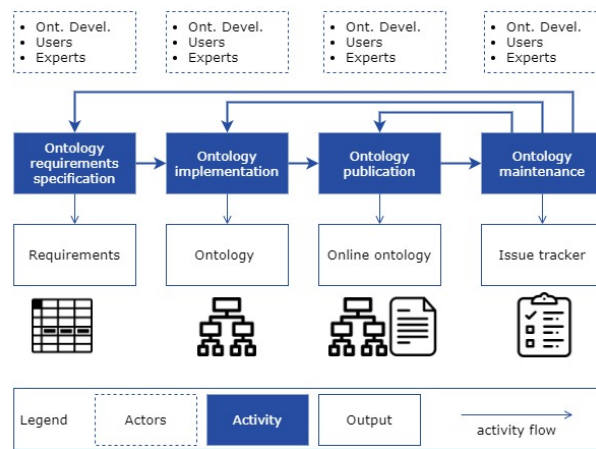 • Ont. Devel.
• Users
• Experts
• Ont. Devel.
• Users
• Experts
• Ont. Devel.
• Users
• Experts
• Ont. Devel.
• Users
• Experts
Ontology
requirements
specification
Ontology
implementation
Ontology
publication
Ontology
maintenance
Requirements
Ontology
Online ontology
Issue tracker
Legend
Actors
Activity
Output
activity flow